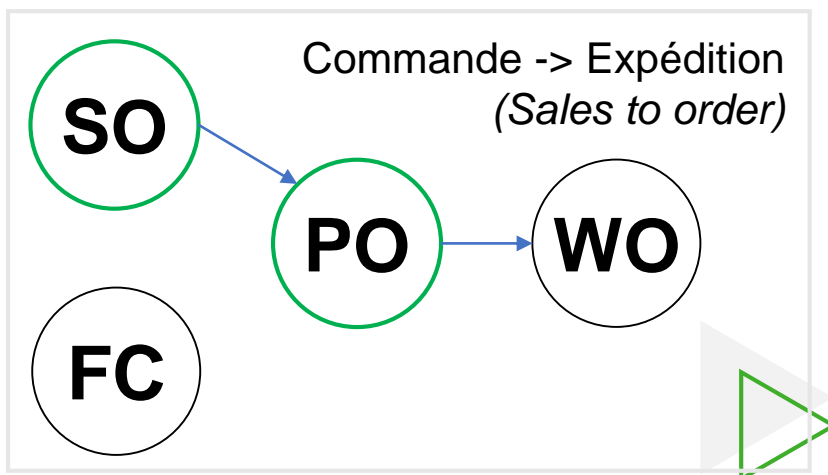 Commande -> Expédition
(Sales to order)
SO
PO
WO
FC